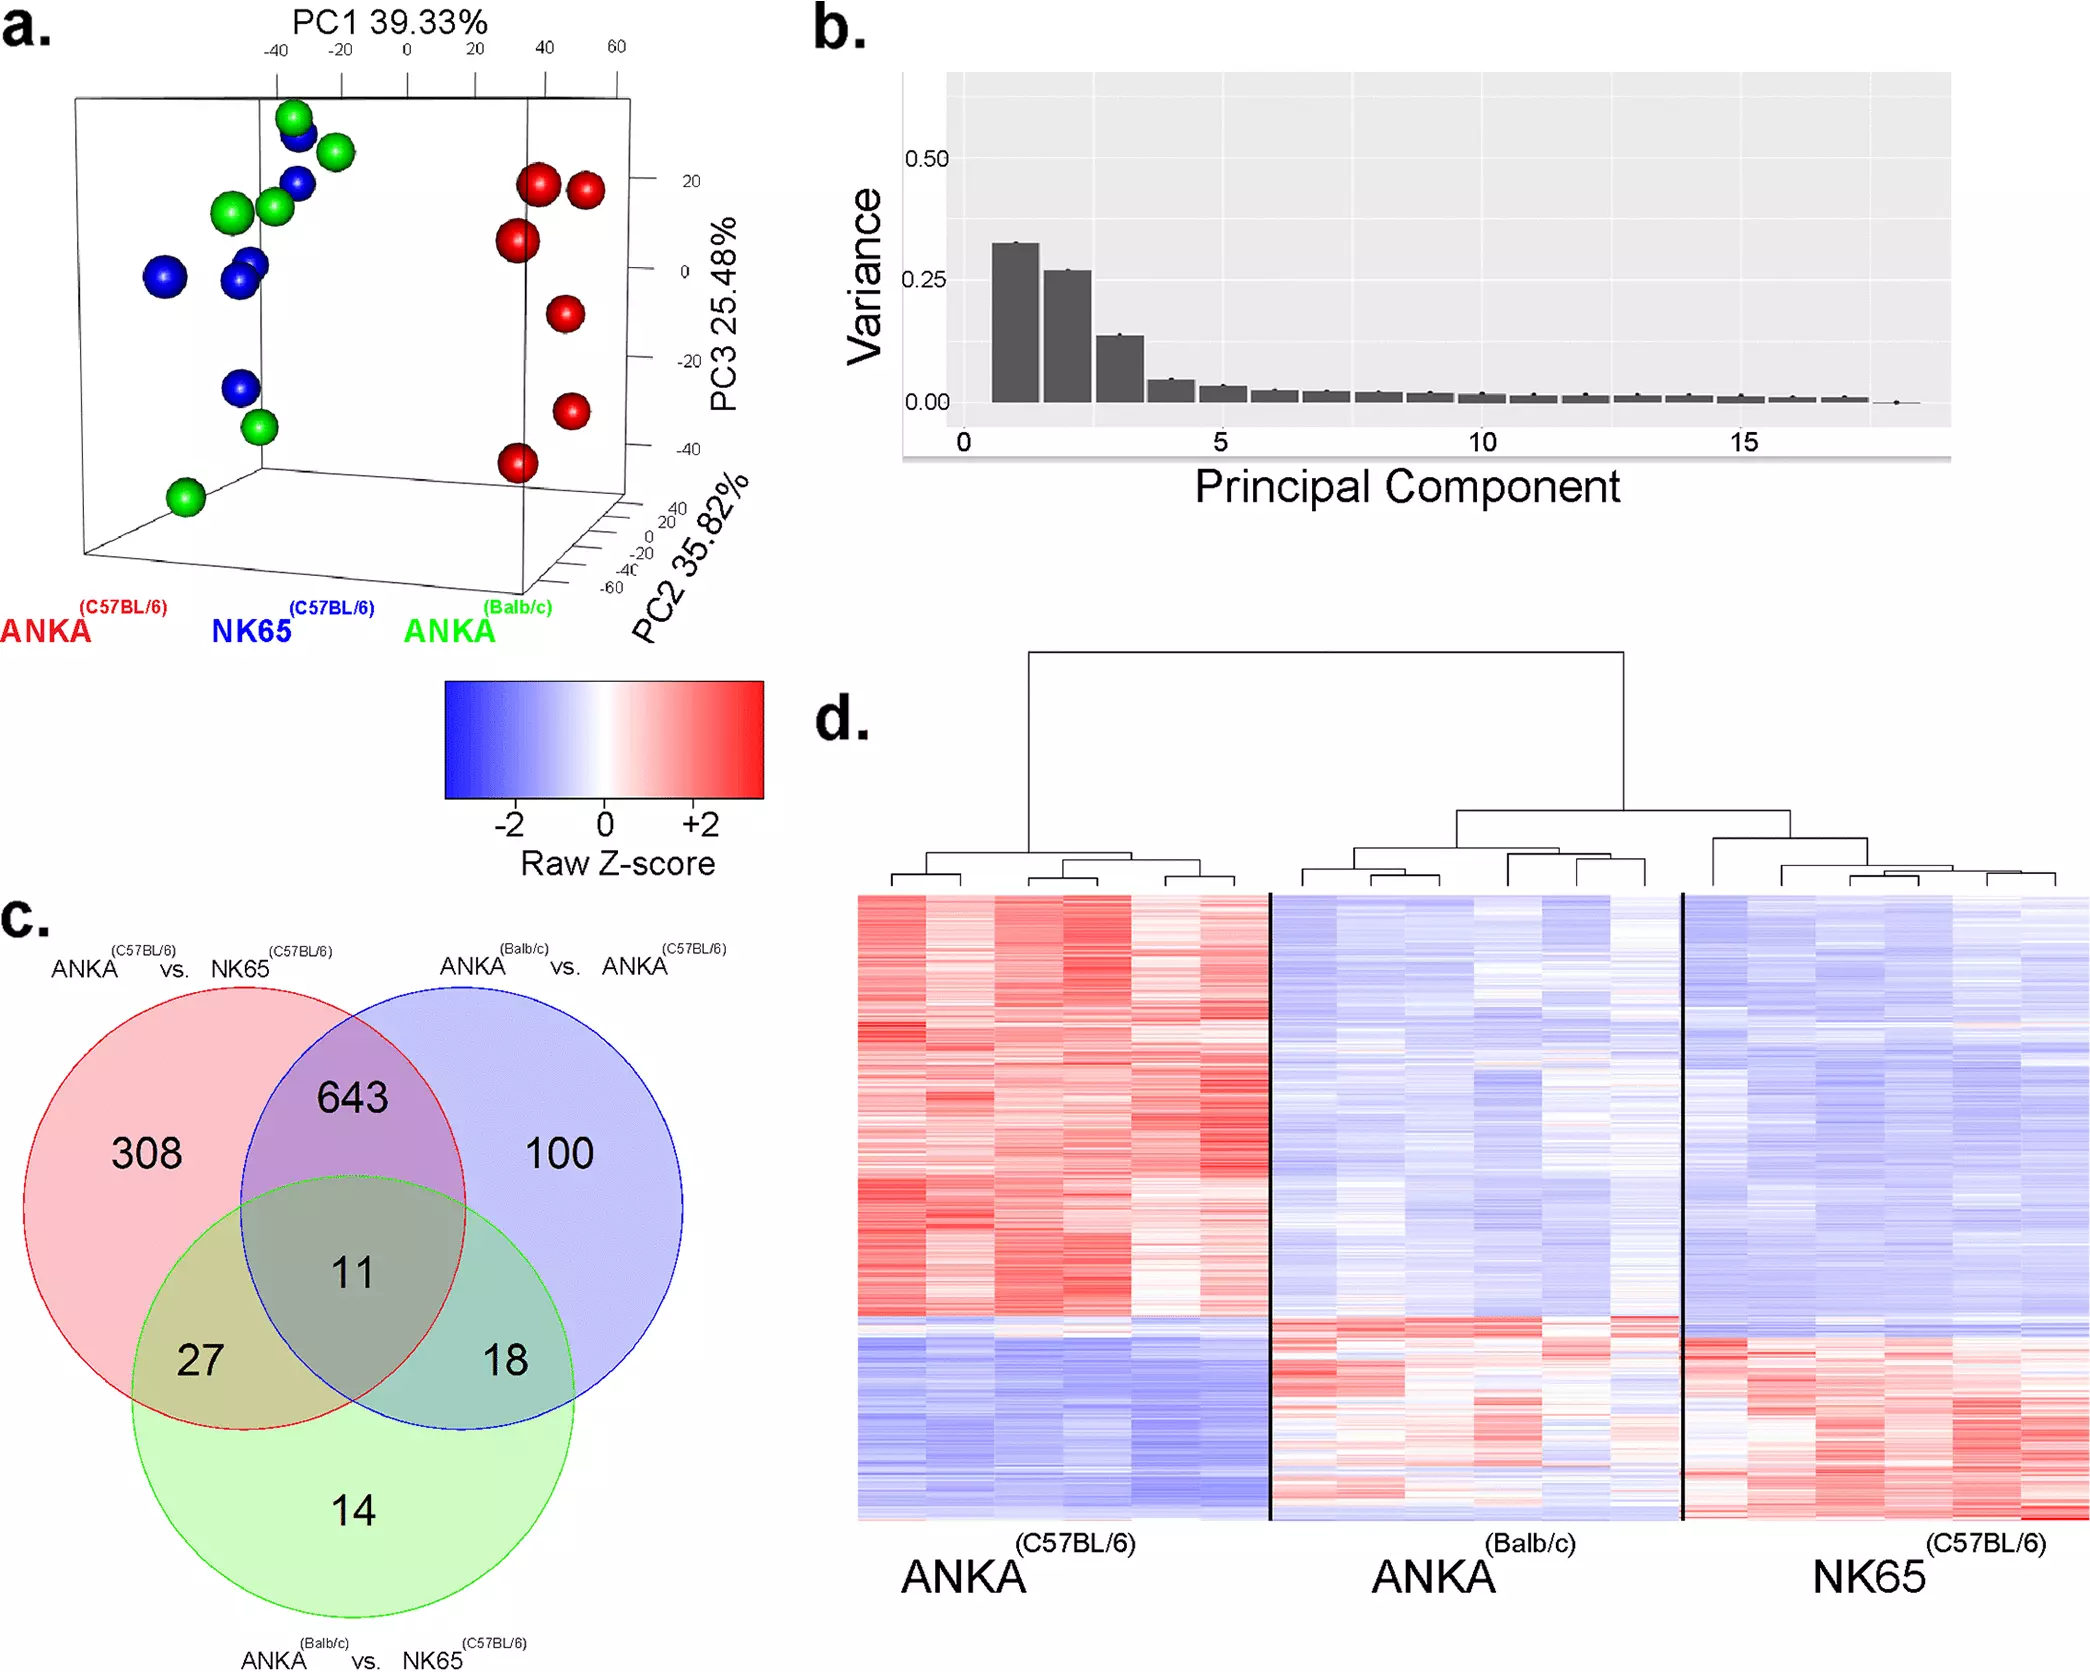 a.
PC1 39.33%
-40 -20 0 20 40 60
20
0
-20
-40
PC3 25.48%
40
20
0
-20
-40
-60
PC2 35.82%
ANKA(C57BL/6) NK65(C57BL/6) ANKA(Balb/c)
b.
Variance
0.50
0.25
0.00
0 5 10 15
Principal Component
-2 0 +2
Raw Z-score
c.
ANKA(C57BL/6) vs. NK65(C57BL/6)
ANKA(Balb/c) vs. ANKA(C57BL/6)
643
308
100
11
27
18
14
ANKA(Balb/c) vs. NK65(C57BL/6)
d.
ANKA(C57BL/6) ANKA(Balb/c) NK65(C57BL/6)